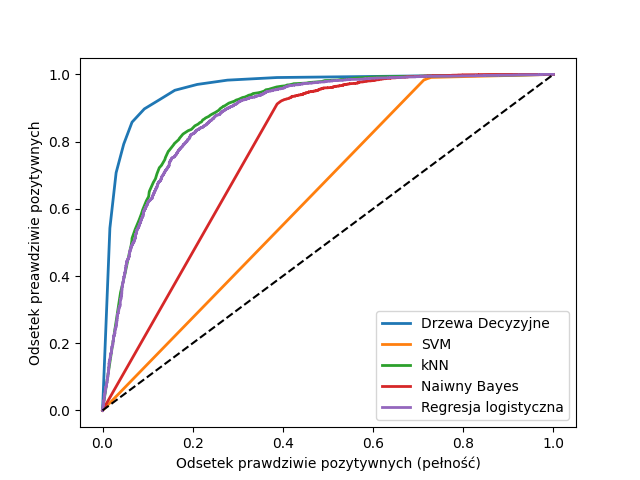 1.0
0.8
0.6
0.4
0.2
0.0
Odsetek preawdziwie pozytywnych
Drzewa Decyzyjne
SVM
kNN
Naiwny Bayes
Regresja logistyczna
0.0 0.2 0.4 0.6 0.8 1.0
Odsetek prawdziwie pozytywnych (pełność)